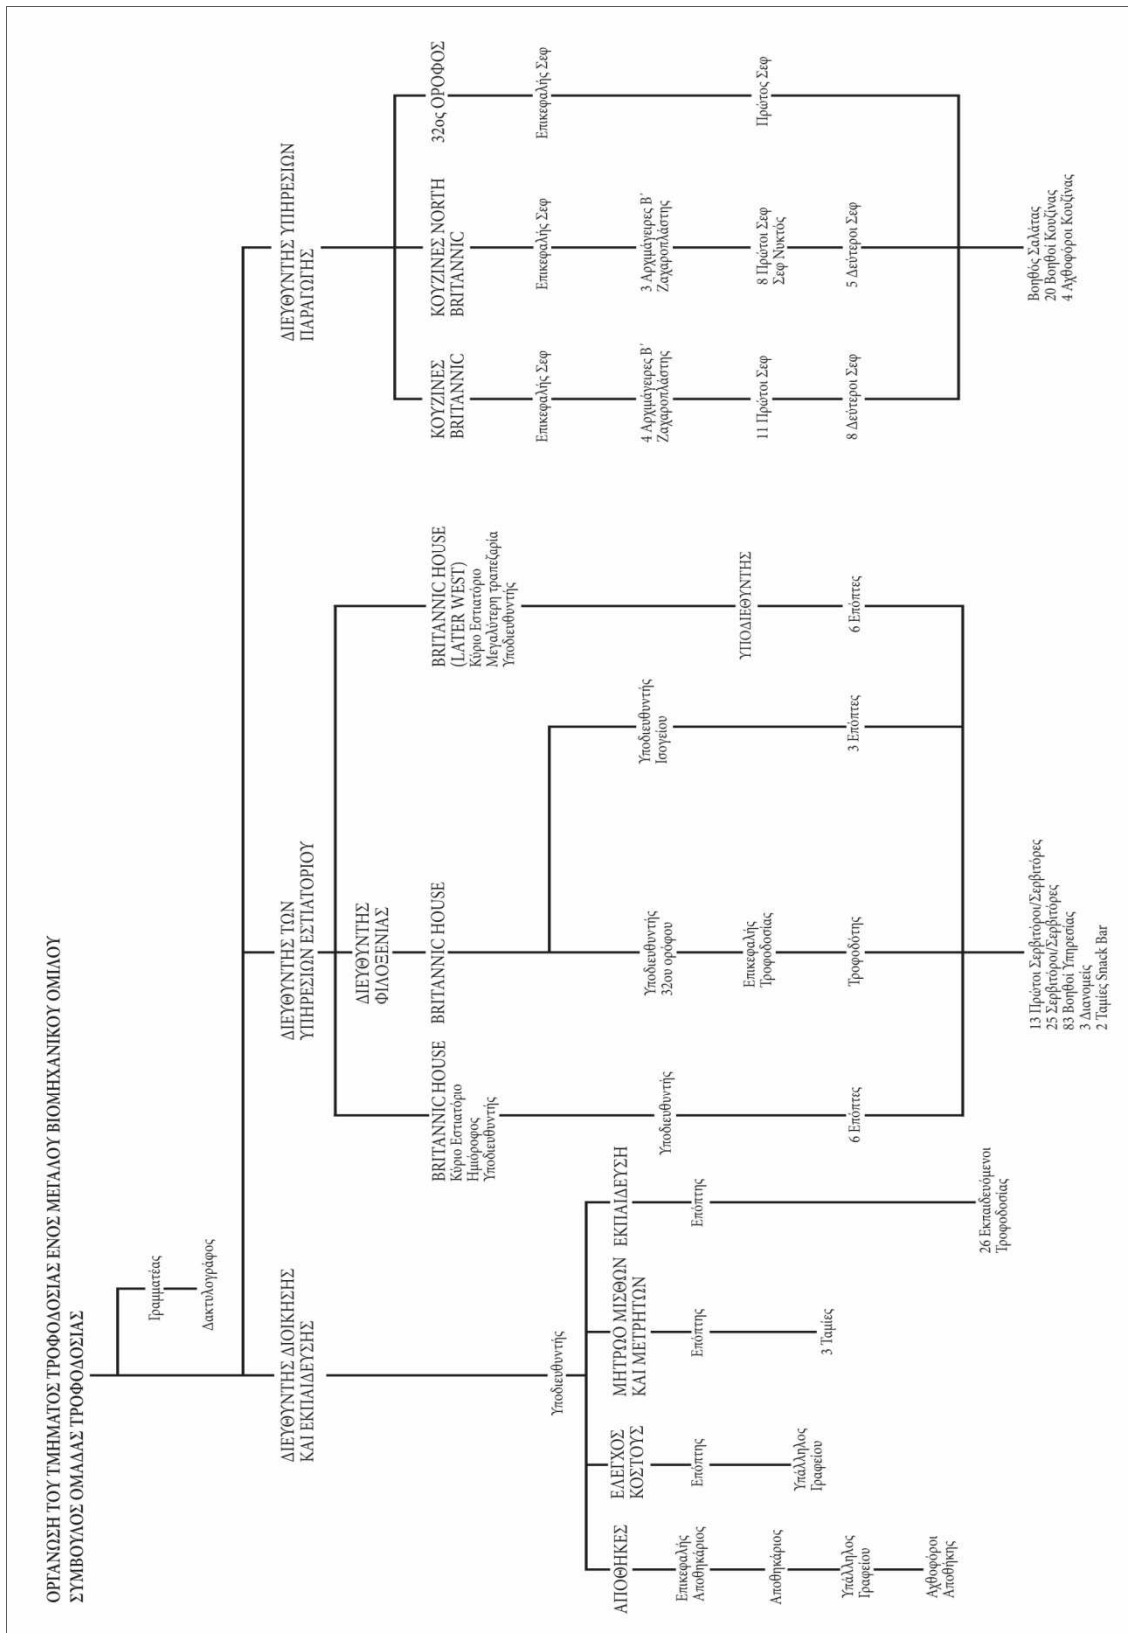 ΟΡΓΑΝΩΣΗ ΤΟΥ ΤΜΗΜΑΤΟΣ ΤΡΟΦΟΔΟΣΙΑΣ ΕΝΟΣ ΜΕΓΑΛΟΥ ΒΙΟΜΗΧΑΝΙΚΟΥ ΟΜΙΛΟΥ
ΣΥΜΒΟΥΛΟΣ ΟΜΑΔΑΣ ΤΡΟΦΟΔΟΣΙΑΣ
Γραμματέας
Δακτυλογράφος
ΔΙΕΥΘΥΝΤΗΣ ΔΙΟΙΚΗΣΗΣ
ΚΑΙ ΕΚΠΑΙΔΕΥΣΗΣ
Υποδιευθυντής
ΑΠΟΘΗΚΕΣ
Επικεφαλής
Αποθηκάριος
Αποθηκάριος
Υπάλληλος
Γραφείου
Αχθοφόροι
Αποθήκης
ΕΛΕΓΧΟΣ
ΚΟΣΤΟΥΣ
Επόπτης
Υπάλληλος
Γραφείου
ΜΗΤΡΩΟ ΜΙΣΘΩΝ
ΚΑΙ ΜΕΤΡΗΤΩΝ
Επόπτης
3 Ταμίες
ΕΚΠΑΙΔΕΥΣΗ
Επόπτης
26 Εκπαιδευόμενοι
Τροφοδοσίας
ΔΙΕΥΘΥΝΤΗΣ ΤΩΝ
ΥΠΗΡΕΣΙΩΝ ΕΣΤΙΑΤΟΡΙΟΥ
ΔΙΕΥΘΥΝΤΗΣ
ΦΙΛΟΞΕΝΙΑΣ
BRITANNIC HOUSE
Κύριο Εστιατόριο
Ημιόροφος
Υποδιευθυντής
Υποδιευθυντής
6 Επόπτες
BRITANNIC HOUSE
Υποδιευθυντής
32ου ορόφου
Επικεφαλής
Τροφοδοσίας
Τροφοδότης
Υποδιευθυντής
Ισογείου
3 Επόπτες
BRITANNIC HOUSE
(LATER WEST)
Κύριο Εστιατόριο
Μεγαλύτερη τραπεζαρία
Υποδιευθυντής
ΥΠΟΔΙΕΘΥΝΤΗΣ
6 Επόπτες
13 Πρώτοι Σερβιτόροι/Σερβιτόρες
25 Σερβιτόροι/Σερβιτόρες
83 Βοηθοί Υπηρεσίας
3 Διανομείς
2 Ταμίες Snack Bar
ΔΙΕΥΘΥΝΤΗΣ ΥΠΗΡΕΣΙΩΝ
ΠΑΡΑΓΩΓΗΣ
ΚΟΥΖΙΝΕΣ
BRITANNIC
Επικεφαλής Σεφ
4 Αρχιμάγειρες Β΄
Ζαχαροπλάστης
11 Πρώτοι Σεφ
8 Δεύτεροι Σεφ
ΚΟΥΖΙΝΕΣ NORTH
BRITANNIC
Επικεφαλής Σεφ
3 Αρχιμάγειρες Β΄
Ζαχαροπλάστης
8 Πρώτοι Σεφ
Σεφ Νυκτός
5 Δεύτεροι Σεφ
32ος ΟΡΟΦΟΣ
Επικεφαλής Σεφ
Πρώτος Σεφ
Βοηθός Σαλάτας
20 Βοηθοί Κουζίνας
4 Αχθοφόροι Κουζίνας